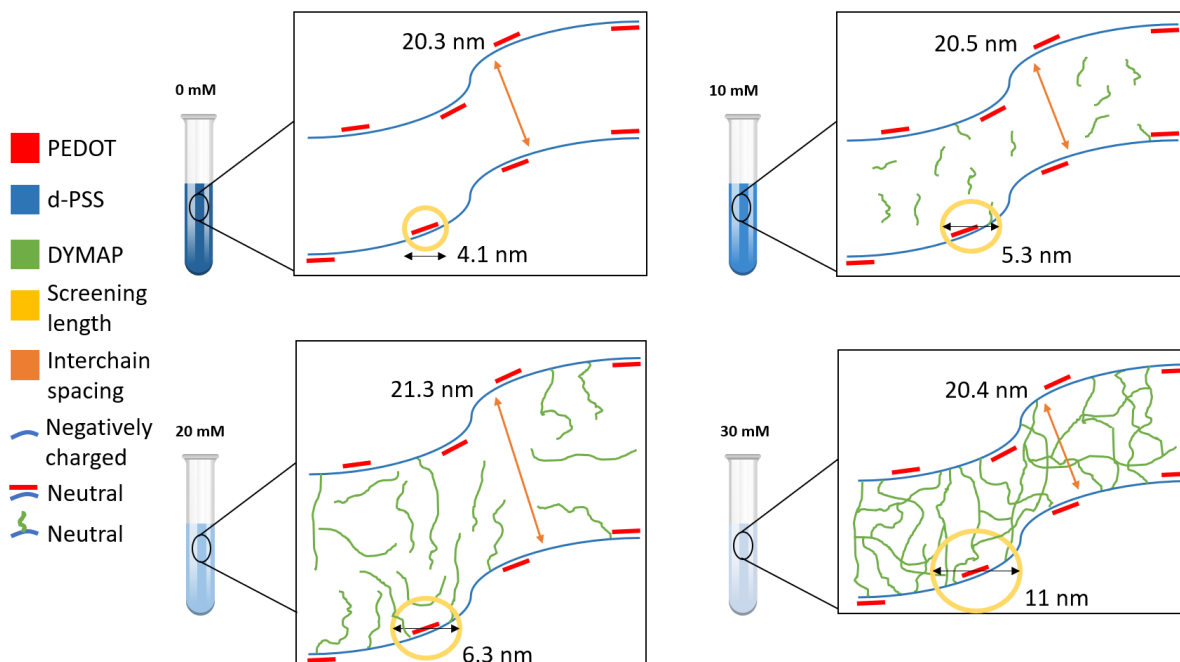 0 mM
20.3 nm
4.1 nm
10 mM
20.5 nm
5.3 nm
PEDOT
d-PSS
DYMAP
Screening
length
Interchain
spacing
Negatively
charged
Neutral
Neutral
20 mM
21.3 nm
6.3 nm
30 mM
20.4 nm
11 nm